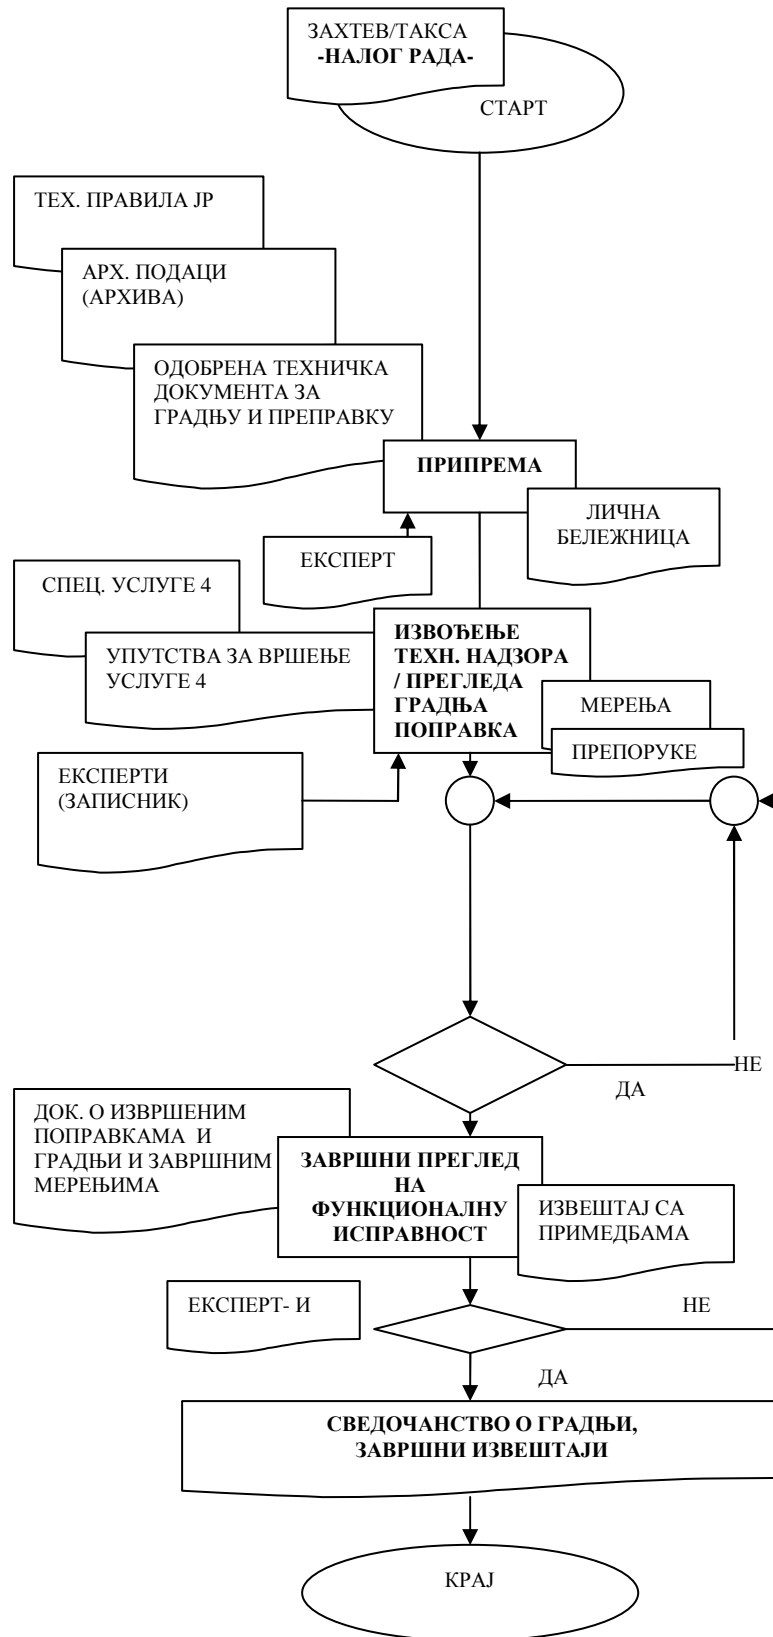 ЗАХТЕВ/ТАКСА
-НАЛОГ РАДА-
СТАРТ
ТЕХ. ПРАВИЛА ЈР
АРХ. ПОДАЦИ
(АРХИВА)
ОДОБРЕНА ТЕХНИЧКА
ДОКУМЕНТА ЗА
ГРАДЊУ И ПРЕПРАВКУ
ПРИПРЕМА
ЛИЧНА
БЕЛЕЖНИЦА
ЕКСПЕРТ
СПЕЦ. УСЛУГЕ 4
УПУТСТВА ЗА ВРШЕЊЕ
УСЛУГЕ 4
ИЗВОЂЕЊЕ
ТЕХН. НАДЗОРА
/ ПРЕГЛЕДА
ГРАДЊА
ПОПРАВКА
МЕРЕЊА
ПРЕПОРУКЕ
ЕКСПЕРТИ
(ЗАПИСНИК)
НЕ
ДА
ДОК. О ИЗВРШЕНИМ
ПОПРАВКАМА И
ГРАДЊИ И ЗАВРШНИМ
МЕРЕЊИМА
ЗАВРШНИ ПРЕГЛЕД
НА
ФУНКЦИОНАЛНУ
ИСПРАВНОСТ
ИЗВЕШТАЈ СА
ПРИМЕДБАМА
ЕКСПЕРТ- И
НЕ
ДА
СВЕДОЧАНСТВО О ГРАДЊИ,
ЗАВРШНИ ИЗВЕШТАЈИ
КРАЈ